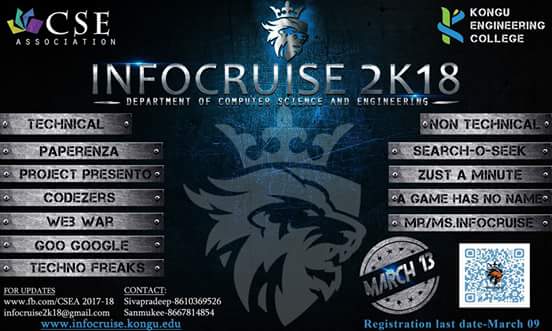 CSE
ASSOCIATION
KONGU
ENGINEERING
COLLEGE
INFOCRUISE 2K18
DEPARTMENT OF COMPUTER SCIENCE AND ENGINEERING
TECHNICAL
PAPERENZA
PROJECT PRESENTO
CODEZERS
WE3 WAR
GOO GOOGLE
TECHNO FREAKS
NON TECHNICAL
SEARCH-O-SEEK
ZUST A MINUTE
A GAME HAS NO NAME
MR/MS.INFOCRUISE
MARCH '13
FOR UPDATES
www.fb.com/CSEA 2017-18
infocruise2k18@gmail.com
www.infocruise.kongu.edu
CONTACT:
Sivapradeep-8610369526
Sanmukee-8667814854
Registration last date-March 09